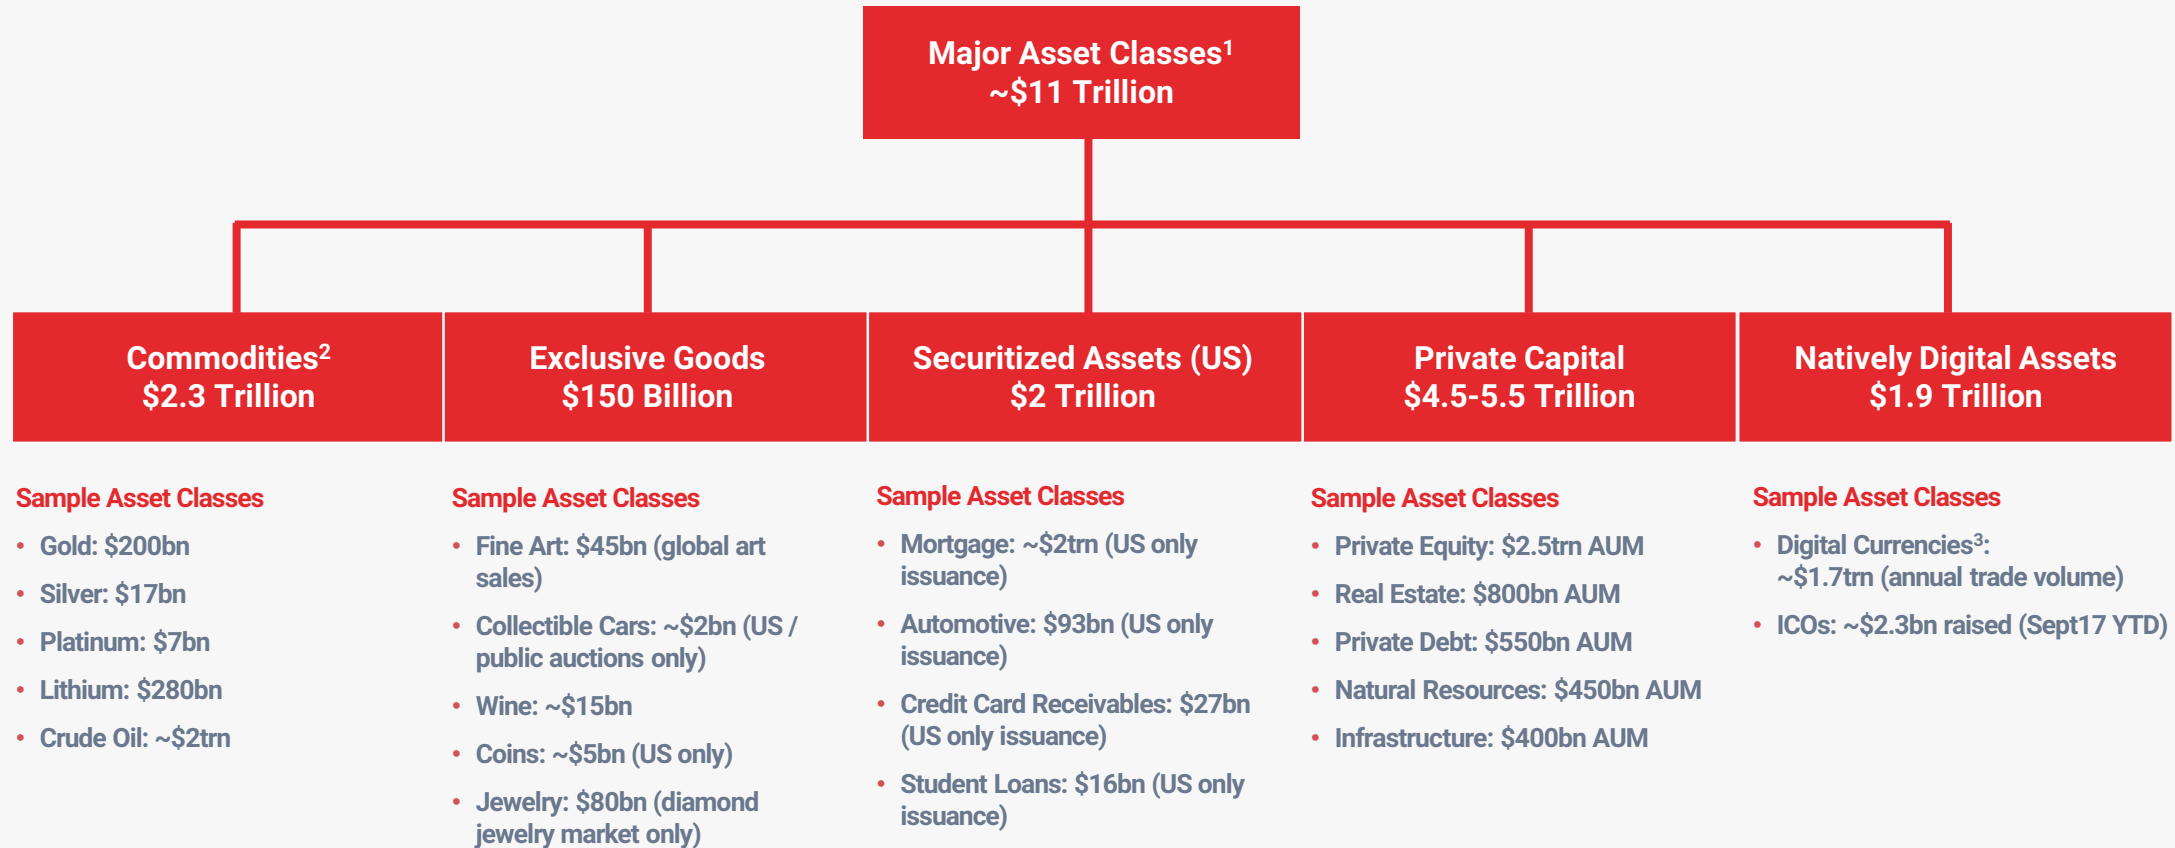 Major Asset Classes¹
~$11 Trillion
Commodities²
$2.3 Trillion
Exclusive Goods
$150 Billion
Securitized Assets (US)
$2 Trillion
Private Capital
$4.5-5.5 Trillion
Natively Digital Assets
$1.9 Trillion
Sample Asset Classes
• Gold: $200bn
• Silver: $17bn
• Platinum: $7bn
• Lithium: $280bn
• Crude Oil: ~$2trn
Sample Asset Classes
• Fine Art: $45bn (global art
sales)
• Collectible Cars: ~$2bn (US /
public auctions only)
• Wine: ~$15bn
• Coins: ~$5bn (US only)
• Jewelry: $80bn (diamond
jewelry market only)
Sample Asset Classes
• Mortgage: ~$2trn (US only
issuance)
• Automotive: $93bn (US only
issuance)
• Credit Card Receivables: $27bn
(US only issuance)
• Student Loans: $16bn (US only
issuance)
Sample Asset Classes
• Private Equity: $2.5trn AUM
• Real Estate: $800bn AUM
• Private Debt: $550bn AUM
• Natural Resources: $450bn AUM
• Infrastructure: $400bn AUM
Sample Asset Classes
• Digital Currencies³:
~$1.7trn (annual trade volume)
• ICOs: ~$2.3bn raised (Sept17 YTD)